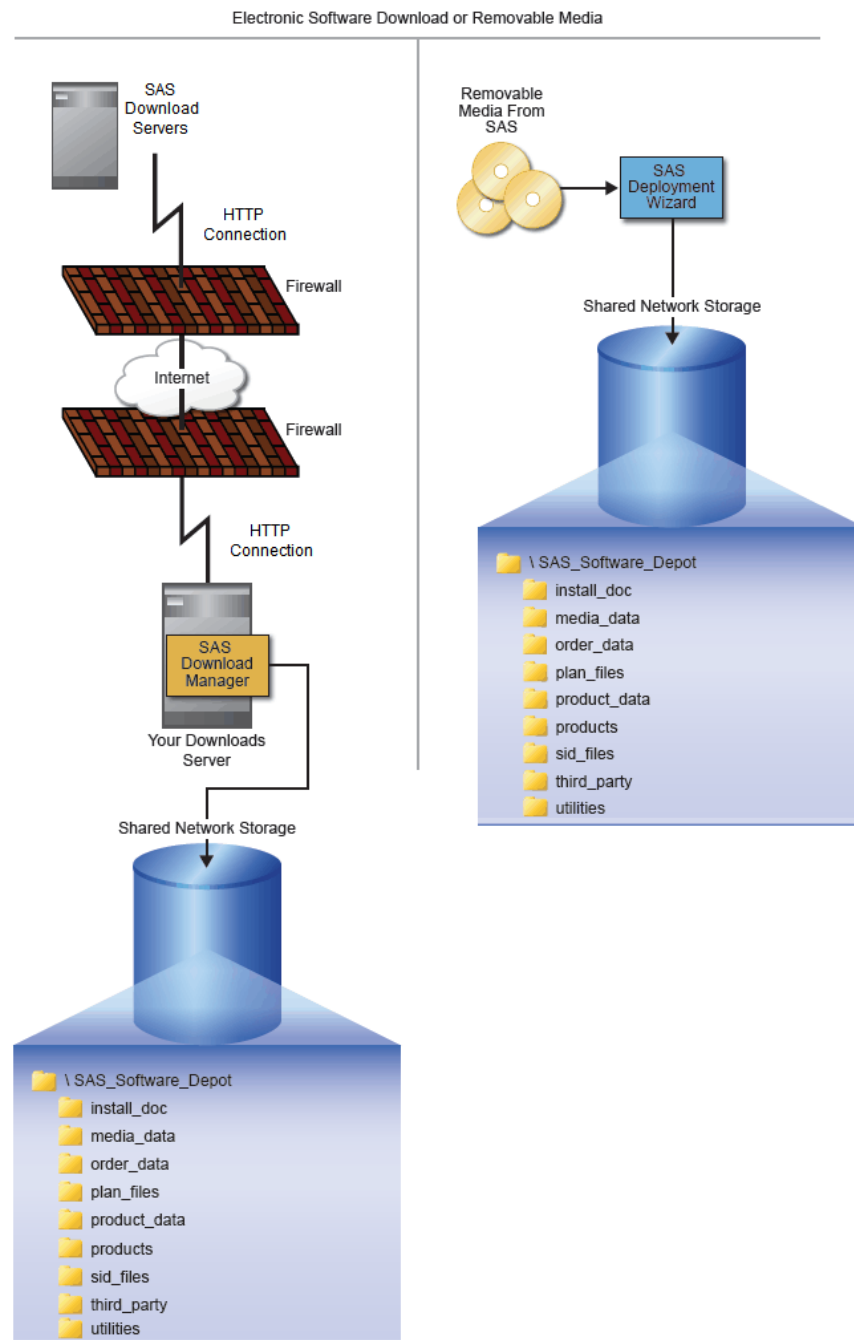 Electronic Software Download or Removable Media
SAS
Download
Servers
HTTP
Connection
Firewall
Internet
Firewall
HTTP
Connection
SAS
Download
Manager
Your Downloads
Server
Shared Network Storage
\ SAS_Software_Depot
install_doc
media_data
order_data
plan_files
product_data
products
sid_files
third_party
utilities
Removable
Media From
SAS
SAS
Deployment
Wizard
Shared Network Storage
\ SAS_Software_Depot
install_doc
media_data
order_data
plan_files
product_data
products
sid_files
third_party
utilities